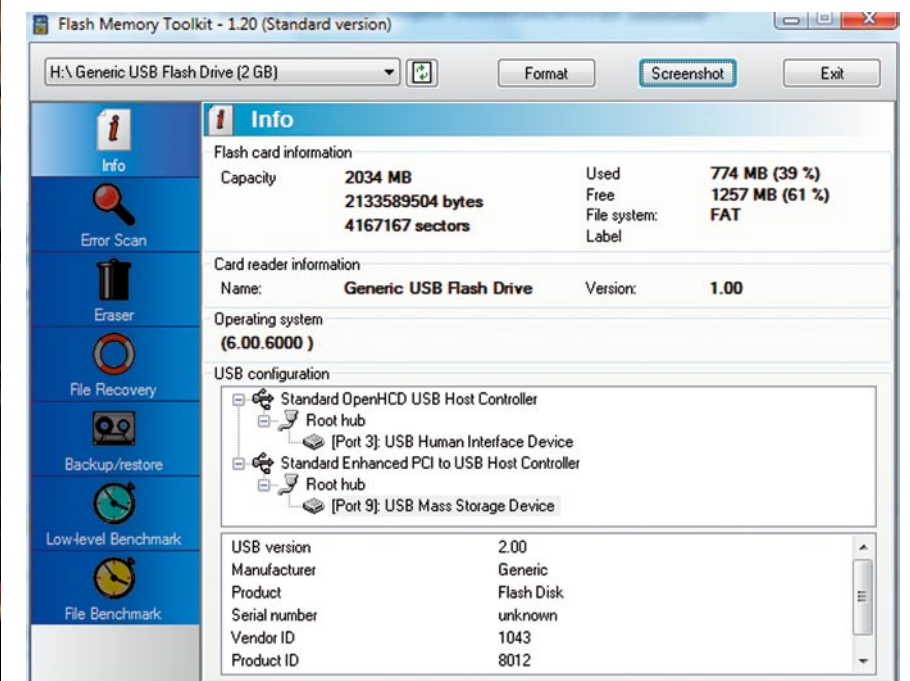 Flash Memory Toolkit - 1.20 (Standard version)
H:\ Generic USB Flash Drive (2 GB) Format Screenshot Exit
Info
Error Scan
Eraser
File Recovery
Backup/restore
Low-level Benchmark
File Benchmark
Info
Flash card information
Capacity 2034 MB Used 774 MB (39 %)
2133589504 bytes Free 1257 MB (61 %)
4167167 sectors File system: FAT
Label
Card reader information
Name: Generic USB Flash Drive Version: 1.00
Operating system
(6.00.6000 )
USB configuration
Standard OpenHCD USB Host Controller
Root hub
[Port 3]: USB Human Interface Device
Standard Enhanced PCI to USB Host Controller
Root hub
[Port 9]: USB Mass Storage Device
USB version 2.00
Manufacturer Generic
Product Flash Disk
Serial number unknown
Vendor ID 1043
Product ID 8012